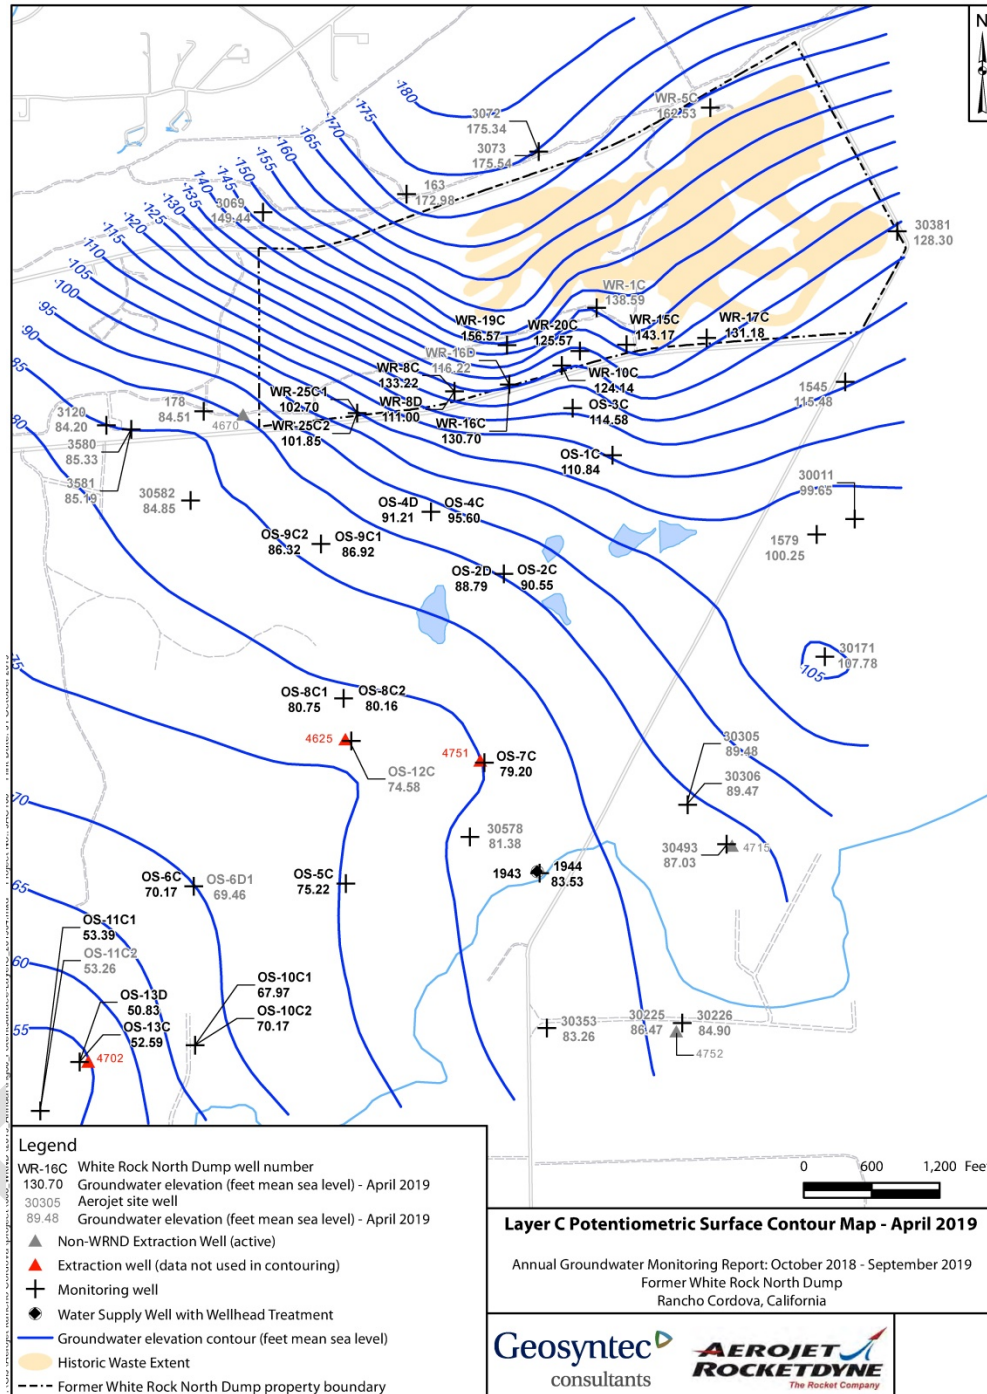 N
180
175
170
165
160
155
150
145
140
135
130
125
120
115
110
105
100
95
90
85
80
75
70
65
60
55
105
WR-5C
162.53
3072
175.34
3073
175.54
163
172.98
3069
149.44
30381
128.30
WR-1C
138.59
WR-19C
156.57
WR-20C
125.57
WR-15C
143.17
WR-17C
131.18
WR-16D
116.22
WR-8C
133.22
WR-8D
111.00
WR-10C
124.14
WR-25C1
102.70
WR-25C2
101.85
WR-16C
130.70
OS-3C
114.58
1545
115.48
178
84.51
4670
3120
84.20
3580
85.33
3581
85.19
OS-1C
110.84
30011
99.65
1579
100.25
30582
84.85
OS-4D
91.21
OS-4C
95.60
OS-9C2
86.32
OS-9C1
86.92
OS-2D
88.79
OS-2C
90.55
30171
107.78
OS-8C1
80.75
OS-8C2
80.16
4625
OS-12C
74.58
4751
OS-7C
79.20
30305
89.48
30306
89.47
30578
81.38
30493
87.03
4715
1943
1944
83.53
OS-6C
70.17
OS-6D1
69.46
OS-5C
75.22
OS-11C1
53.39
OS-11C2
53.26
OS-13D
50.83
OS-13C
52.59
4702
OS-10C1
67.97
OS-10C2
70.17
30353
83.26
30225
86.47
30226
84.90
4752
Legend
WR-16C White Rock North Dump well number
130.70 Groundwater elevation (feet mean sea level) - April 2019
30305 Aerojet site well
89.48 Groundwater elevation (feet mean sea level) - April 2019
Non-WRND Extraction Well (active)
Extraction well (data not used in contouring)
Monitoring well
Water Supply Well with Wellhead Treatment
Groundwater elevation contour (feet mean sea level)
Historic Waste Extent
Former White Rock North Dump property boundary
0 600 1,200 Feet
Layer C Potentiometric Surface Contour Map - April 2019
Annual Groundwater Monitoring Report: October 2018 - September 2019
Former White Rock North Dump
Rancho Cordova, California
Geosyntec
consultants
AEROJET
ROCKETDYNE
The Rocket Company